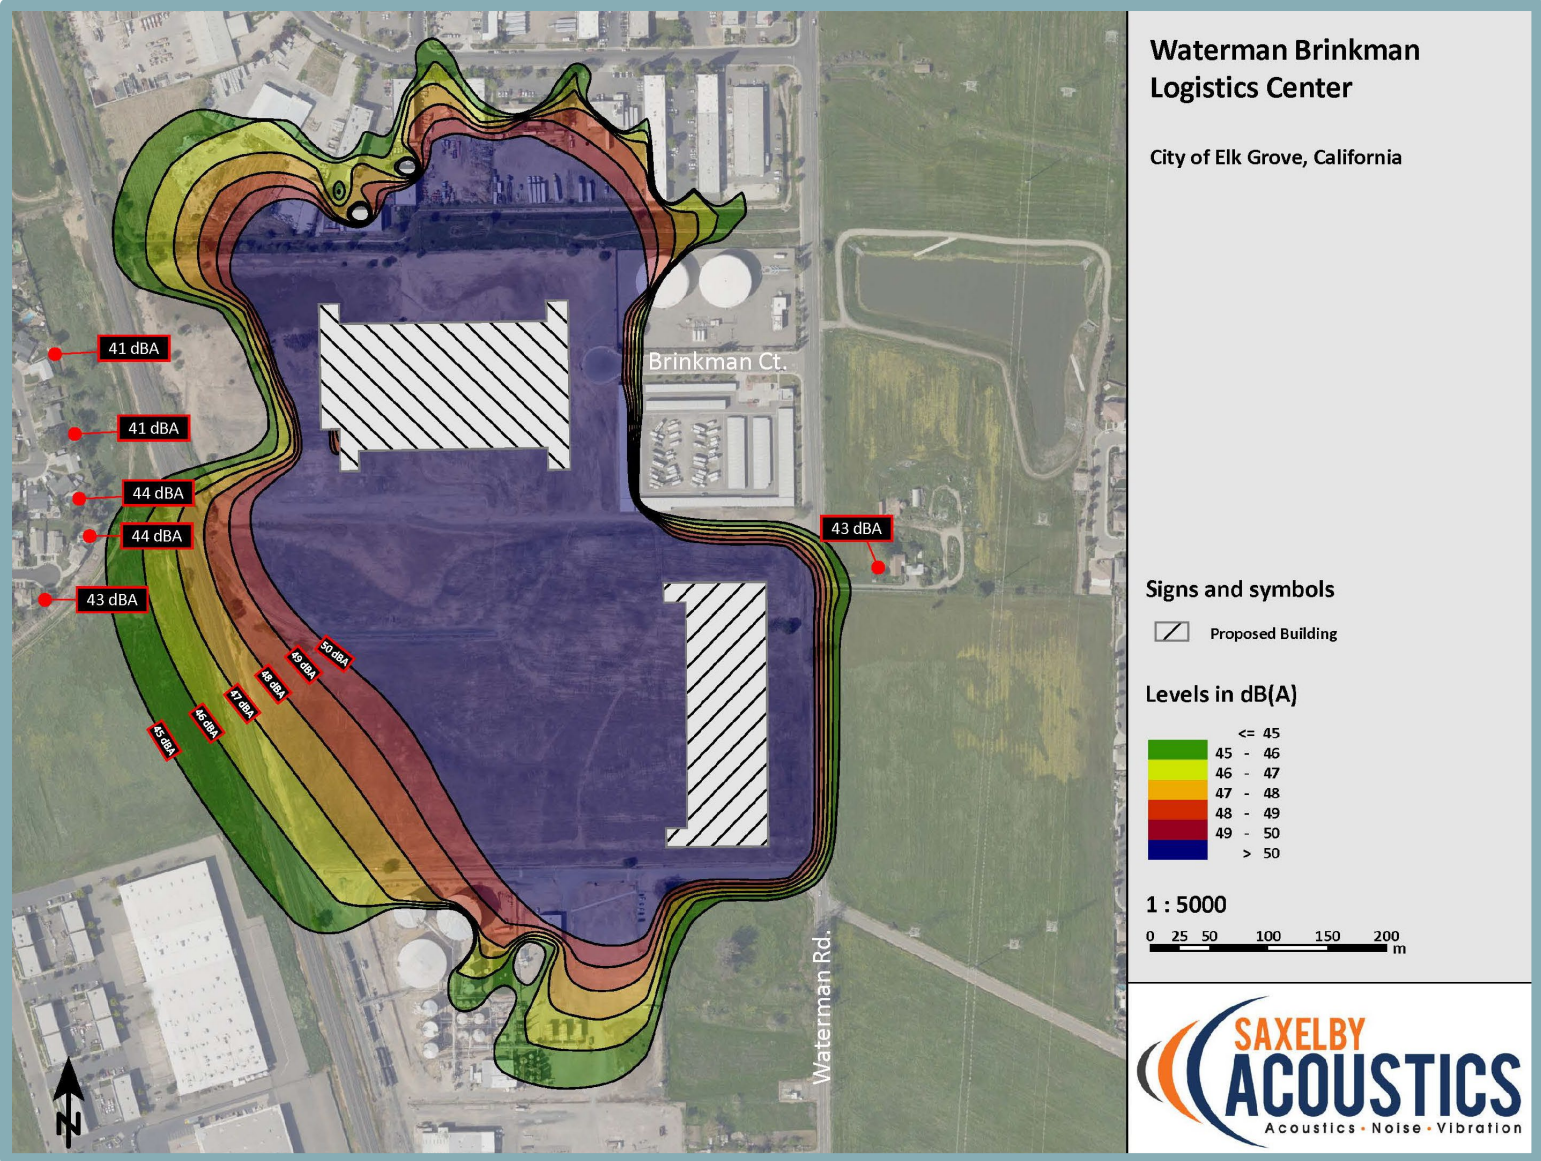 Waterman Brinkman
Logistics Center
City of Elk Grove, California
41 dBA
Brinkman Ct.
41 dBA
44 dBA
44 dBA
43 dBA
43 dBA
50 dBA
49 dBA
48 dBA
47 dBA
46 dBA
45 dBA
Waterman Rd.
N
Signs and symbols
Proposed Building
Levels in dB(A)
<= 45
45 - 46
46 - 47
47 - 48
48 - 49
49 - 50
> 50
1 : 5000
0 25 50 100 150 200
m
SAXELBY
ACOUSTICS
Acoustics • Noise • Vibration